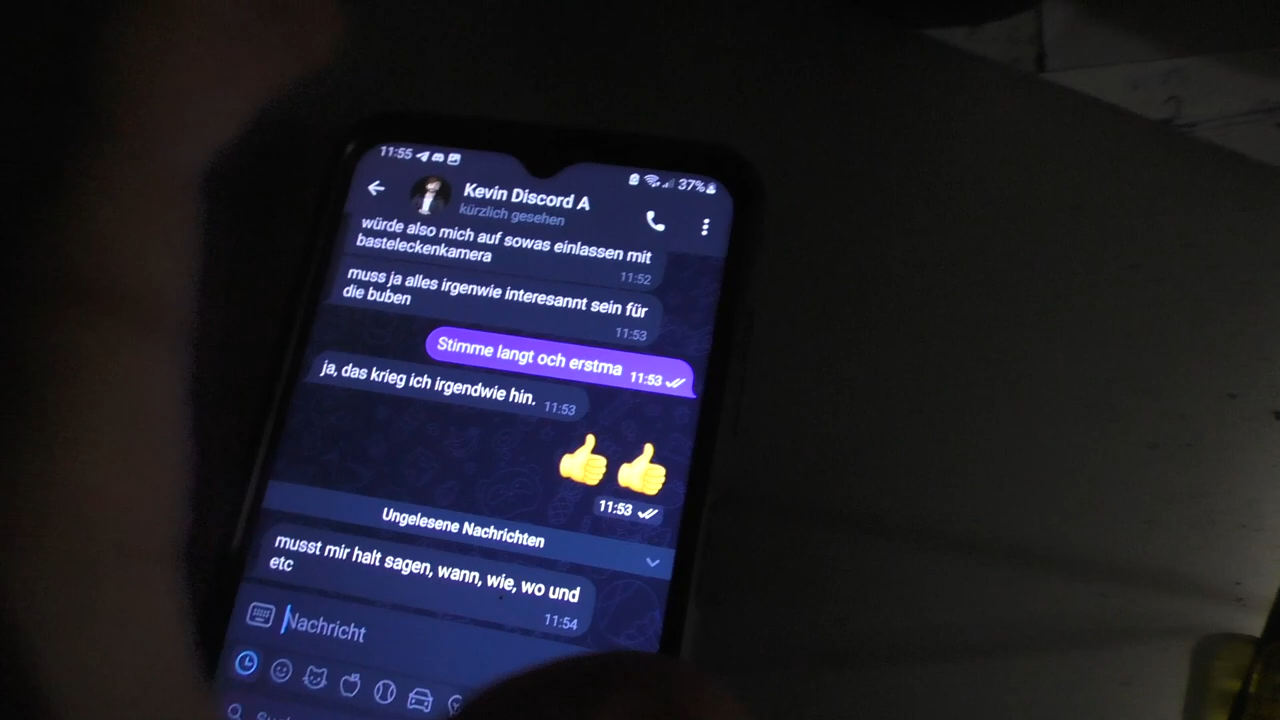 11:55
37%
Kevin Discord A
kürzlich gesehen
würde also mich auf sowas einlassen mit
basteleckenkamera
11:52
muss ja alles irgenwie interesannt sein für
die buben
11:53
Stimme langt och erstma 11:53
ja, das krieg ich irgendwie hin. 11:53
11:53
Ungelesene Nachrichten
musst mir halt sagen, wann, wie, wo und
etc
11:54
Nachricht